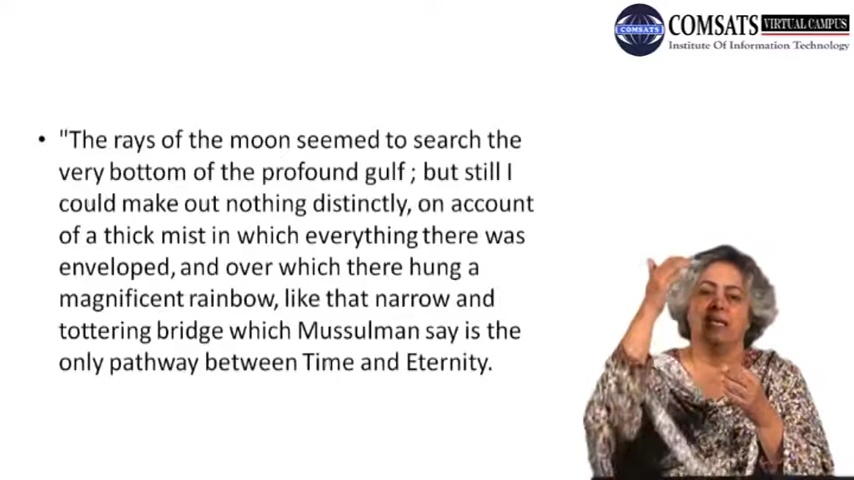 COMSATS VIRTUAL CAMPUS
COMSATS
Institute Of Information Technology
• "The rays of the moon seemed to search the
very bottom of the profound gulf ; but still I
could make out nothing distinctly, on account
of a thick mist in which everything there was
enveloped, and over which there hung a
magnificent rainbow, like that narrow and
tottering bridge which Mussulman say is the
only pathway between Time and Eternity.